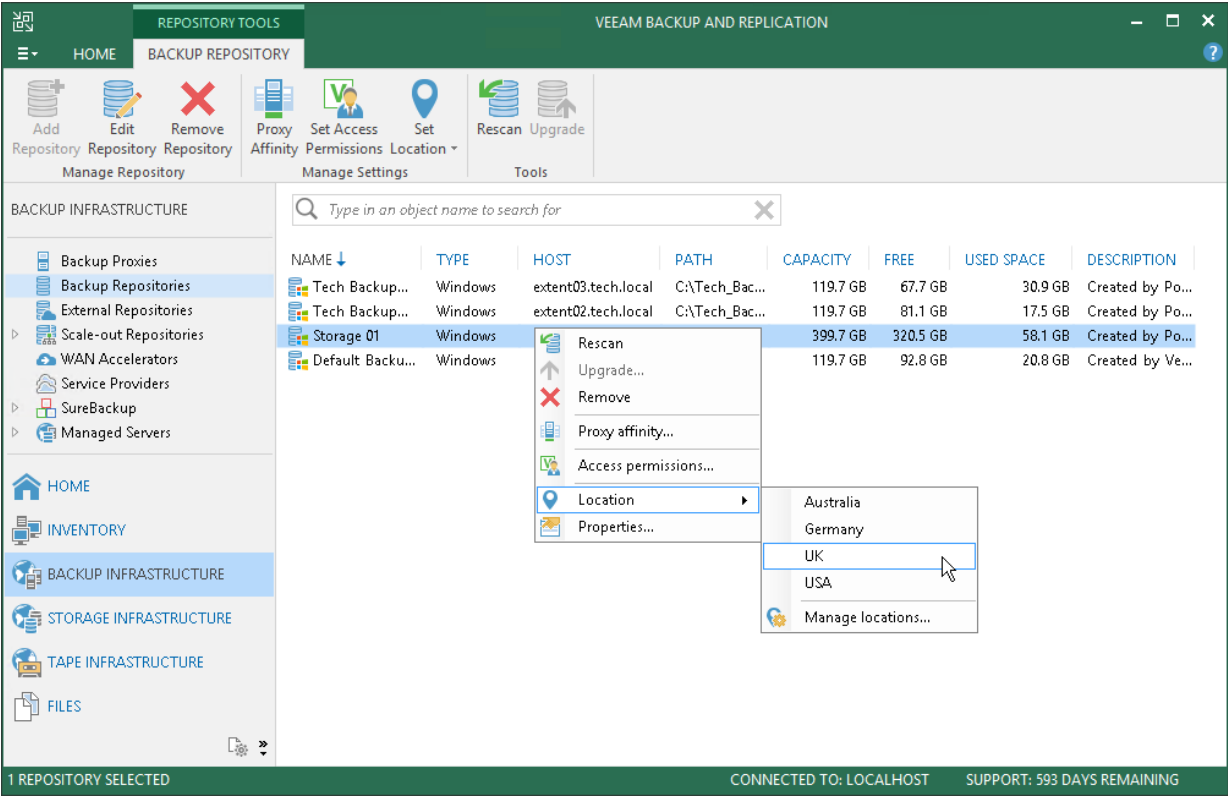 REPOSITORY TOOLS
VEEAM BACKUP AND REPLICATION
HOME
BACKUP REPOSITORY
?
Add Repository
Edit Repository
Remove Repository
Proxy Affinity
Set Access Permissions
Set Location
Rescan
Upgrade
Manage Repository
Manage Settings
Tools
BACKUP INFRASTRUCTURE
Backup Proxies
Backup Repositories
External Repositories
Scale-out Repositories
WAN Accelerators
Service Providers
SureBackup
Managed Servers
HOME
INVENTORY
BACKUP INFRASTRUCTURE
STORAGE INFRASTRUCTURE
TAPE INFRASTRUCTURE
FILES
Type in an object name to search for
NAME TYPE HOST PATH CAPACITY FREE USED SPACE DESCRIPTION
Tech Backup... Windows extent03.tech.local C:\Tech_Bac... 119.7 GB 67.7 GB 30.9 GB Created by Po...
Tech Backup... Windows extent02.tech.local C:\Tech_Bac... 119.7 GB 81.1 GB 17.5 GB Created by Po...
Storage 01 Windows 399.7 GB 320.5 GB 58.1 GB Created by Po...
Default Backu... Windows 119.7 GB 92.8 GB 20.8 GB Created by Ve...
Rescan
Upgrade...
Remove
Proxy affinity...
Access permissions...
Location
Properties...
Australia
Germany
UK
USA
Manage locations...
1 REPOSITORY SELECTED
CONNECTED TO: LOCALHOST
SUPPORT: 593 DAYS REMAINING